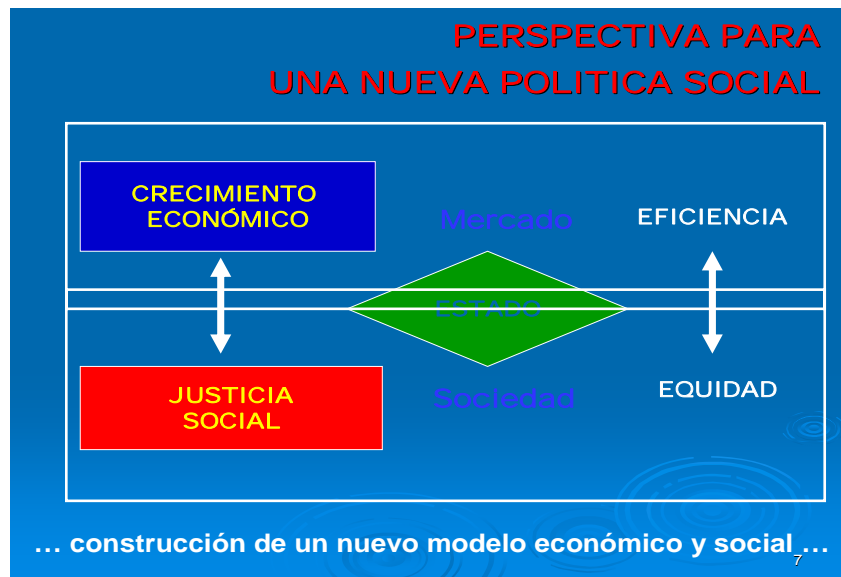 PERSPECTIVA PARA
UNA NUEVA POLITICA SOCIAL
CRECIMIENTO
ECONÓMICO
Mercado
EFICIENCIA
ESTADO
JUSTICIA
SOCIAL
Sociedad
EQUIDAD
… construcción de un nuevo modelo económico y social …
7